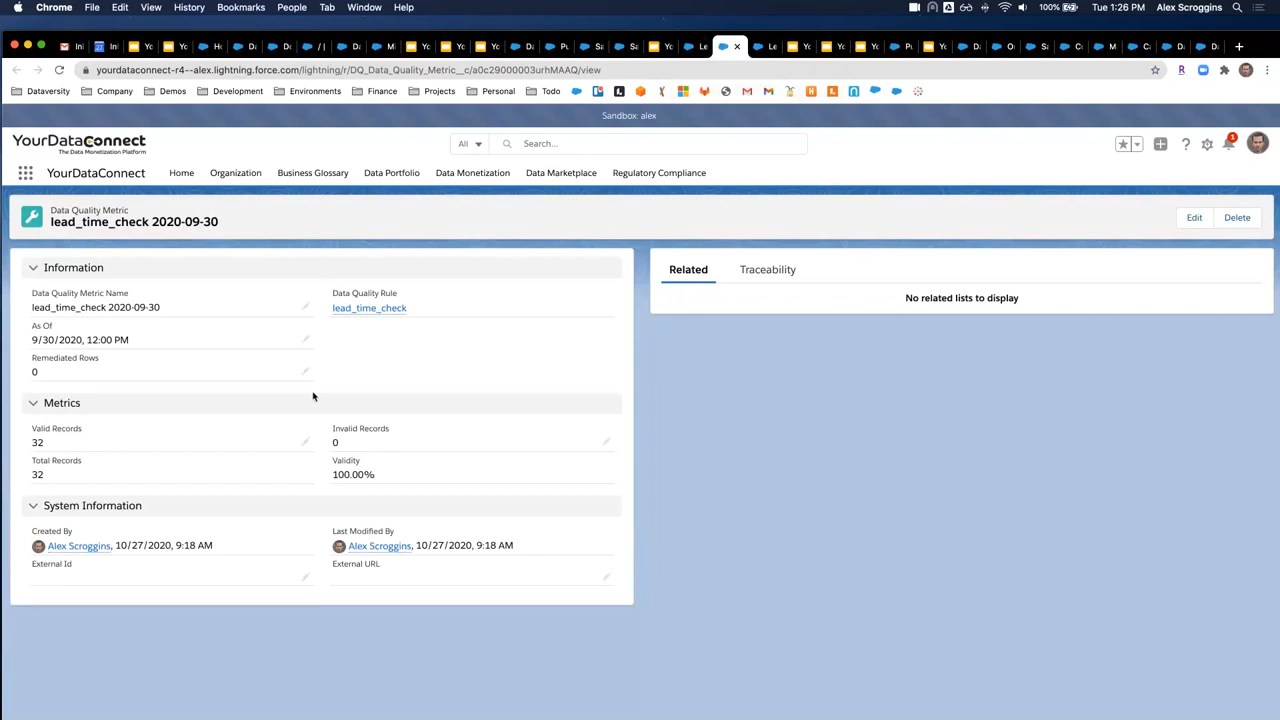 Chrome File Edit View History Bookmarks People Tab Window Help 100% Tue 1:26 PM Alex Scroggins
yourdataconnect-r4--alex.lightning.force.com/lightning/r/DQ_Data_Quality_Metric__c/a0c29000003urhMAAQ/view
Dataversity Company Demos Development Environments Finance Projects Personal Todo
Sandbox: alex
YourDataConnect
The Data Monetization Platform
All Search... 1
YourDataConnect Home Organization Business Glossary Data Portfolio Data Monetization Data Marketplace Regulatory Compliance
Data Quality Metric
lead_time_check 2020-09-30
Edit Delete
Information
Data Quality Metric Name Data Quality Rule
lead_time_check 2020-09-30 lead_time_check
As Of
9/30/2020, 12:00 PM
Remediated Rows
0
Metrics
Valid Records Invalid Records
32 0
Total Records Validity
32 100.00%
System Information
Created By Last Modified By
Alex Scroggins, 10/27/2020, 9:18 AM Alex Scroggins, 10/27/2020, 9:18 AM
External Id External URL
Related Traceability
No related lists to display